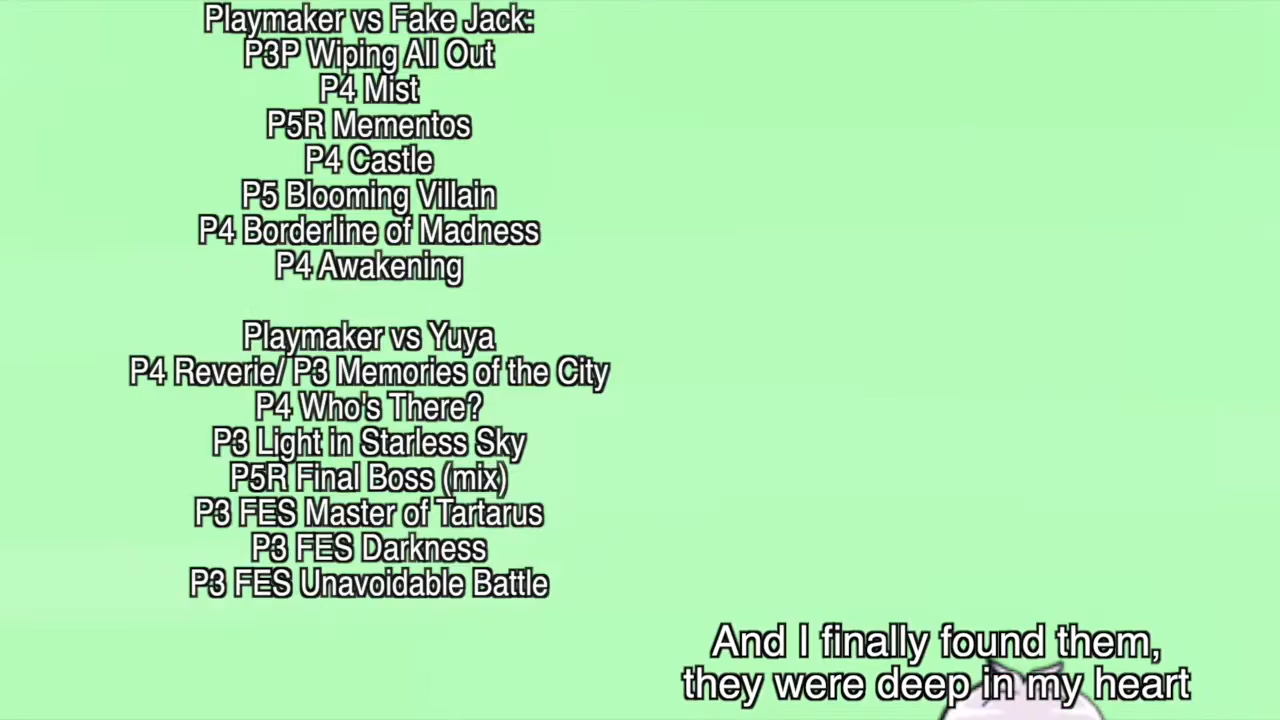 Playmaker vs Fake Jack:
P3P Wiping All Out
P4 Mist
P5R Mementos
P4 Castle
P5 Blooming Villain
P4 Borderline of Madness
P4 Awakening
Playmaker vs Yuya
P4 Reverie/ P3 Memories of the City
P4 Who's There?
P3 Light in Starless Sky
P5R Final Boss (mix)
P3 FES Master of Tartarus
P3 FES Darkness
P3 FES Unavoidable Battle
And I finally found them,
they were deep in my heart